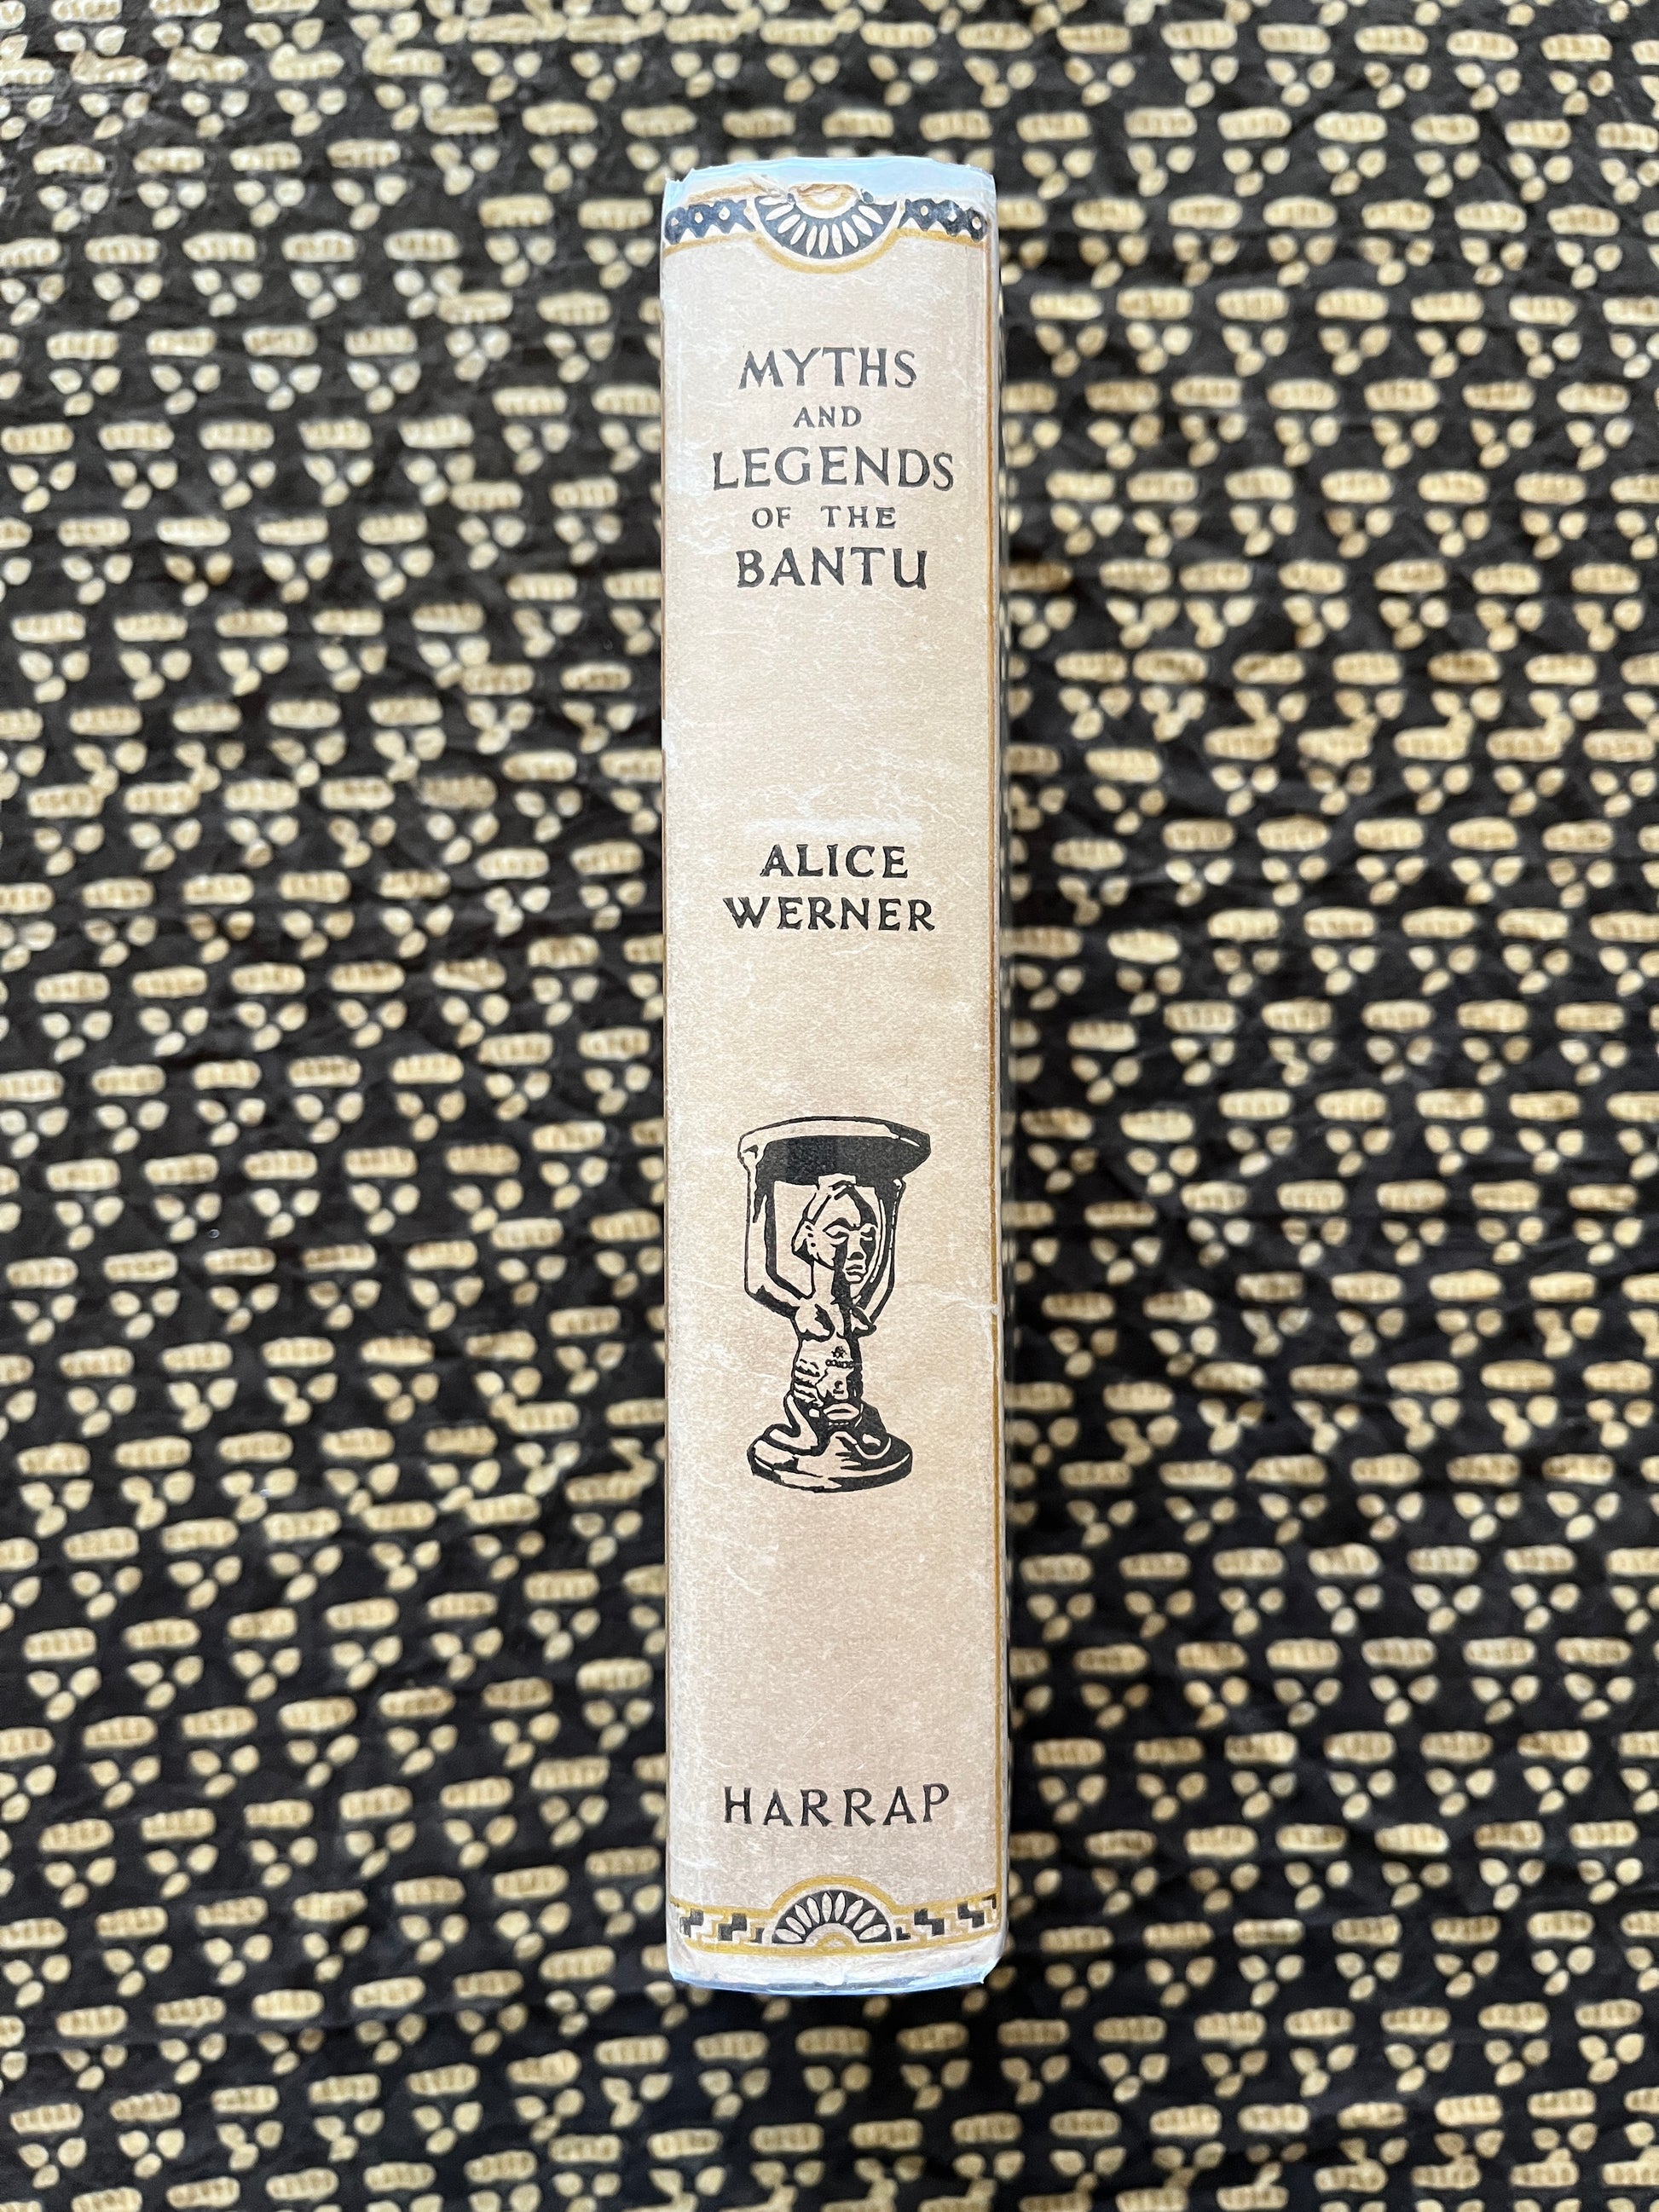 MYTHS
AND
LEGENDS
OF THE
BANTU
ALICE
WERNER
HARRAP